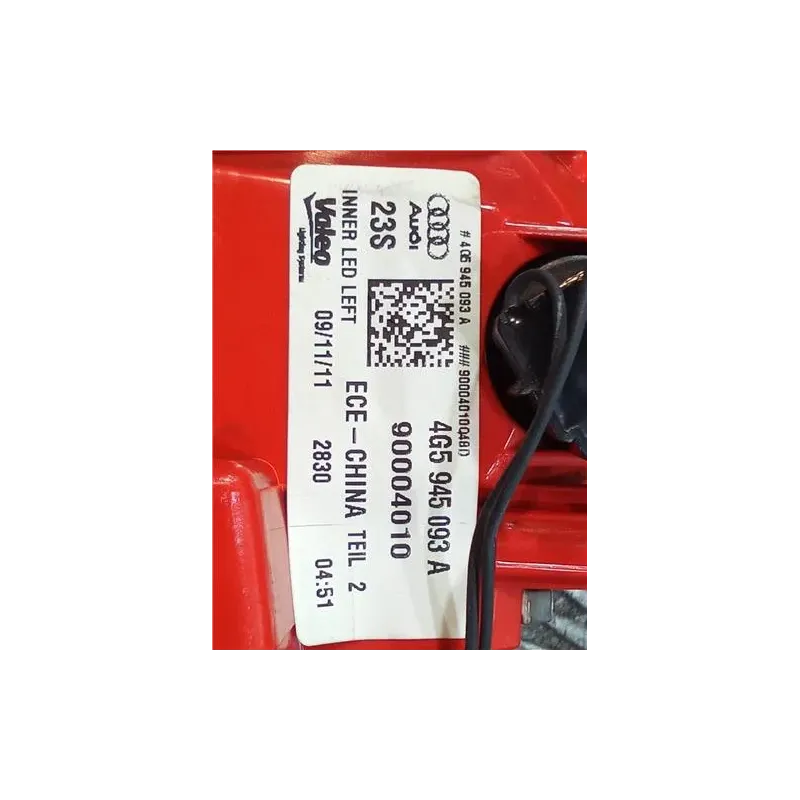 # 4G5 945 093 A ### 90004010Q48D
Audi
4G5 945 093 A
23S
90004010
INNER LED LEFT
ECE-CHINA TEIL 2
Valeo
Lighting Systems
09/11/11 2830 04:51